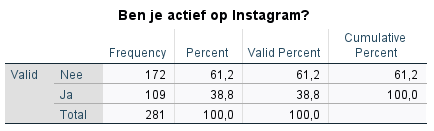 Ben je actief op Instagram?
Frequency Percent Valid Percent Cumulative Percent
Valid Nee 172 61,2 61,2 61,2
Ja 109 38,8 38,8 100,0
Total 281 100,0 100,0